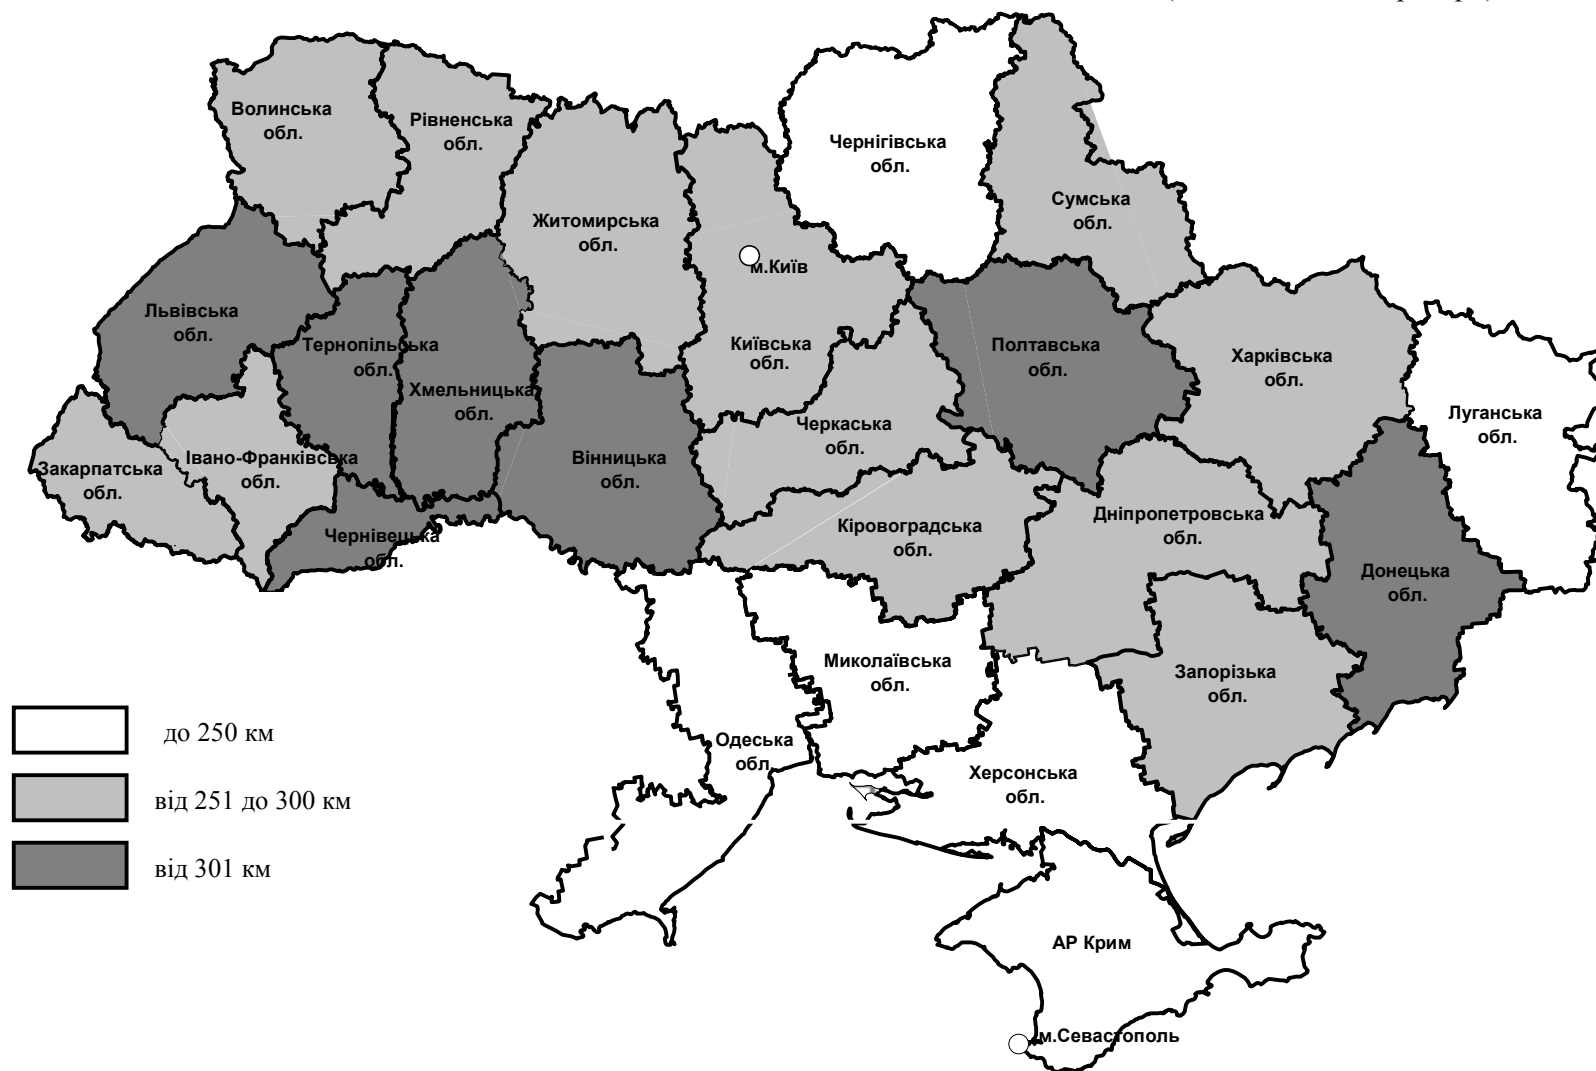 Волинська
обл.
Рівненська
обл.
Чернігівська
обл.
Сумська
обл.
Житомирська
обл.
м.Київ
Львівська
обл.
Тернопільська
обл.
Хмельницька
обл.
Київська
обл.
Полтавська
обл.
Харківська
обл.
Луганська
обл.
Черкаська
обл.
Закарпатська
обл.
Івано-Франківська
обл.
Вінницька
обл.
Чернівецька
обл.
Кіровоградська
обл.
Дніпропетровська
обл.
Донецька
обл.
Миколаївська
обл.
Запорізька
обл.
Одеська
обл.
Херсонська
обл.
до 250 км
від 251 до 300 км
від 301 км
АР Крим
м.Севастополь